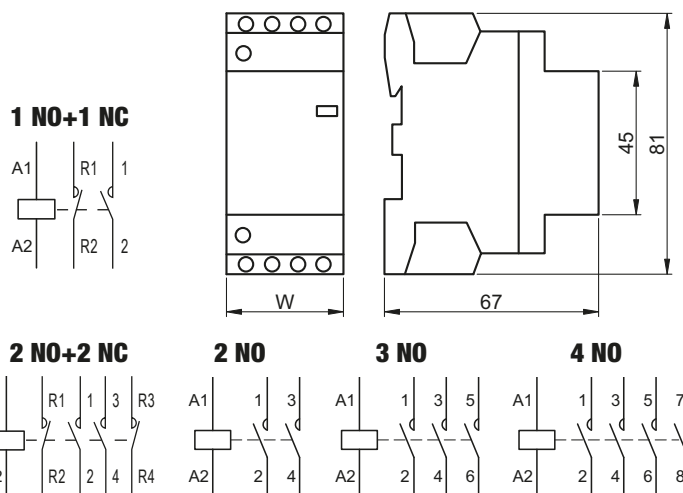 1 NO+1 NC
A1 R1 1
A2 R2 2
W
67
45
81
2 NO+2 NC
R1 1 3 R3
2 R2 2 4 R4
2 NO
A1 1 3
A2 2 4
3 NO
A1 1 3 5
A2 2 4 6
4 NO
A1 1 3 5 7
A2 2 4 6 8